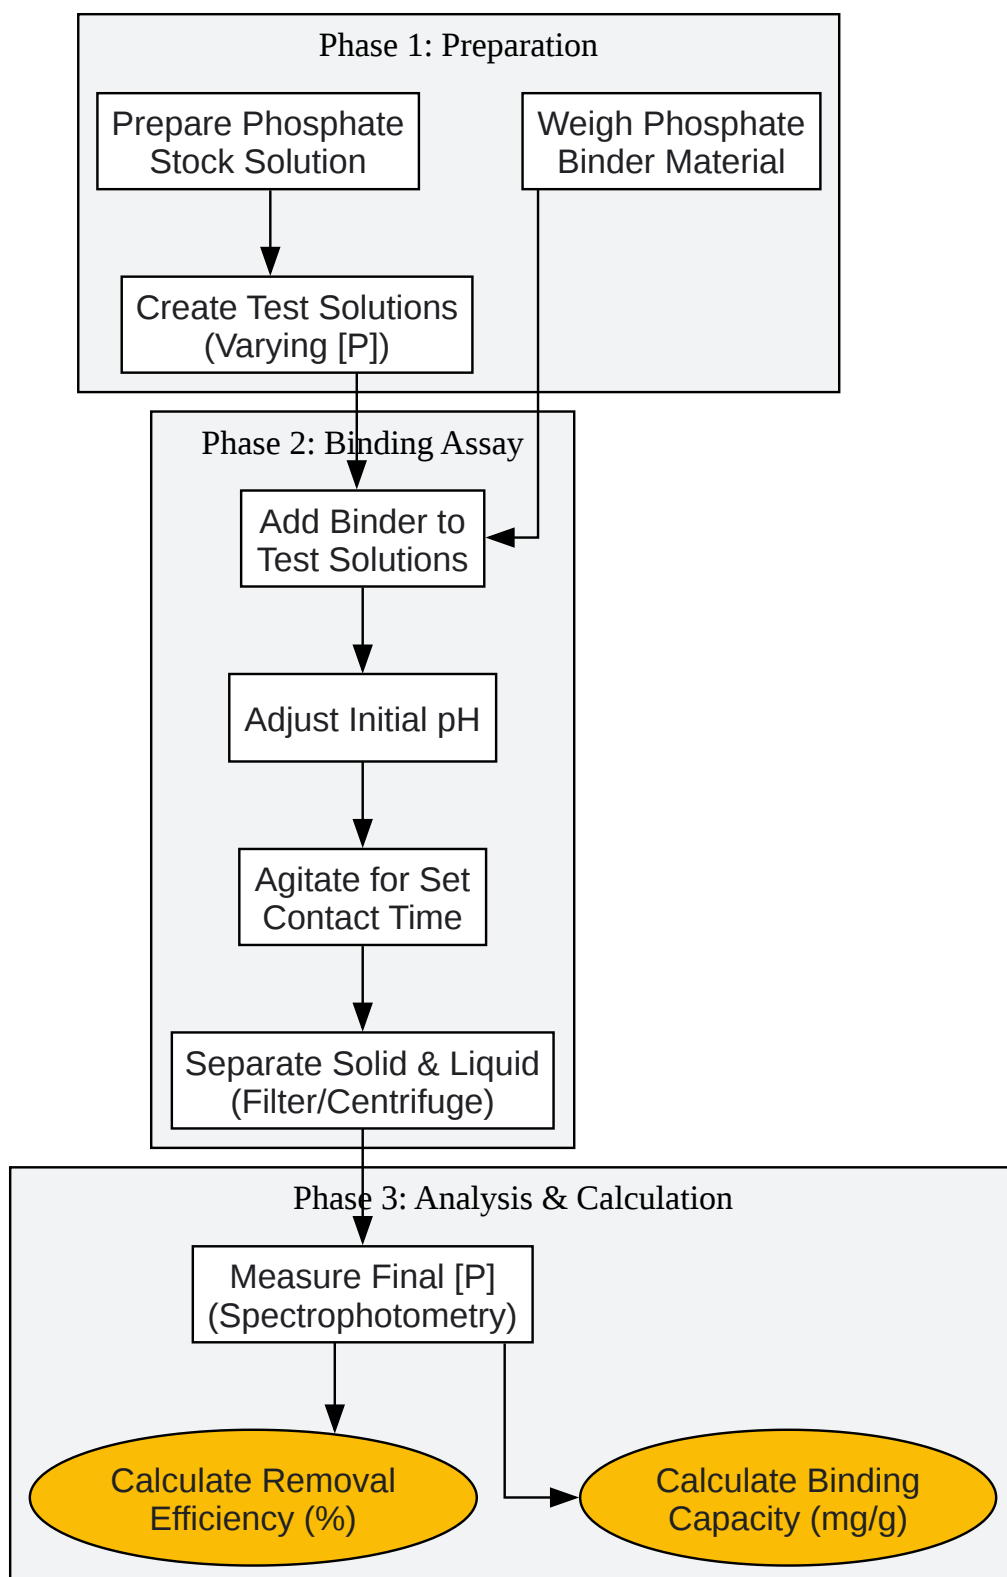 Phase 1: Preparation
Prepare Phosphate
Stock Solution
Weigh Phosphate
Binder Material
Create Test Solutions
(Varying [P])
Phase 2: Binding Assay
Add Binder to
Test Solutions
Adjust Initial pH
Agitate for Set
Contact Time
Separate Solid & Liquid
(Filter/Centrifuge)
Phase 3: Analysis & Calculation
Measure Final [P]
(Spectrophotometry)
Calculate Removal
Efficiency (%)
Calculate Binding
Capacity (mg/g)